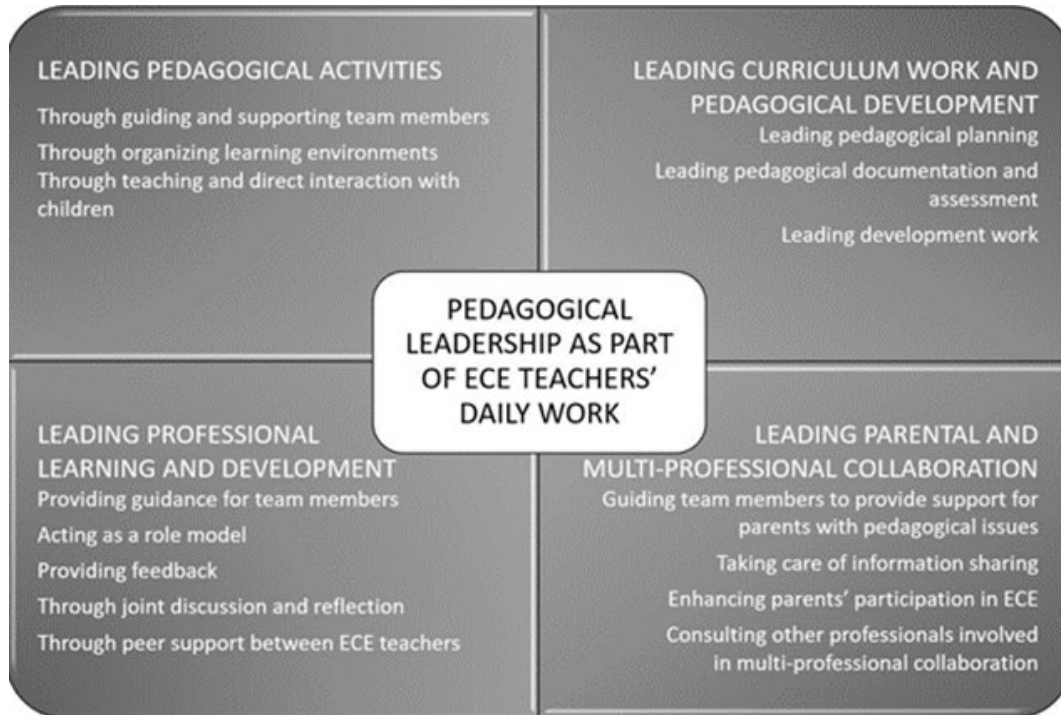 LEADING PEDAGOGICAL ACTIVITIES
Through guiding and supporting team members
Through organizing learning environments
Through teaching and direct interaction with
children
LEADING CURRICULUM WORK AND
PEDAGOGICAL DEVELOPMENT
Leading pedagogical planning
Leading pedagogical documentation and
assessment
Leading development work
PEDAGOGICAL
LEADERSHIP AS PART
OF ECE TEACHERS’
DAILY WORK
LEADING PROFESSIONAL
LEARNING AND DEVELOPMENT
Providing guidance for team members
Acting as a role model
Providing feedback
Through joint discussion and reflection
Through peer support between ECE teachers
LEADING PARENTAL AND
MULTI-PROFESSIONAL COLLABORATION
Guiding team members to provide support for
parents with pedagogical issues
Taking care of information sharing
Enhancing parents’ participation in ECE
Consulting other professionals involved
in multi-professional collaboration